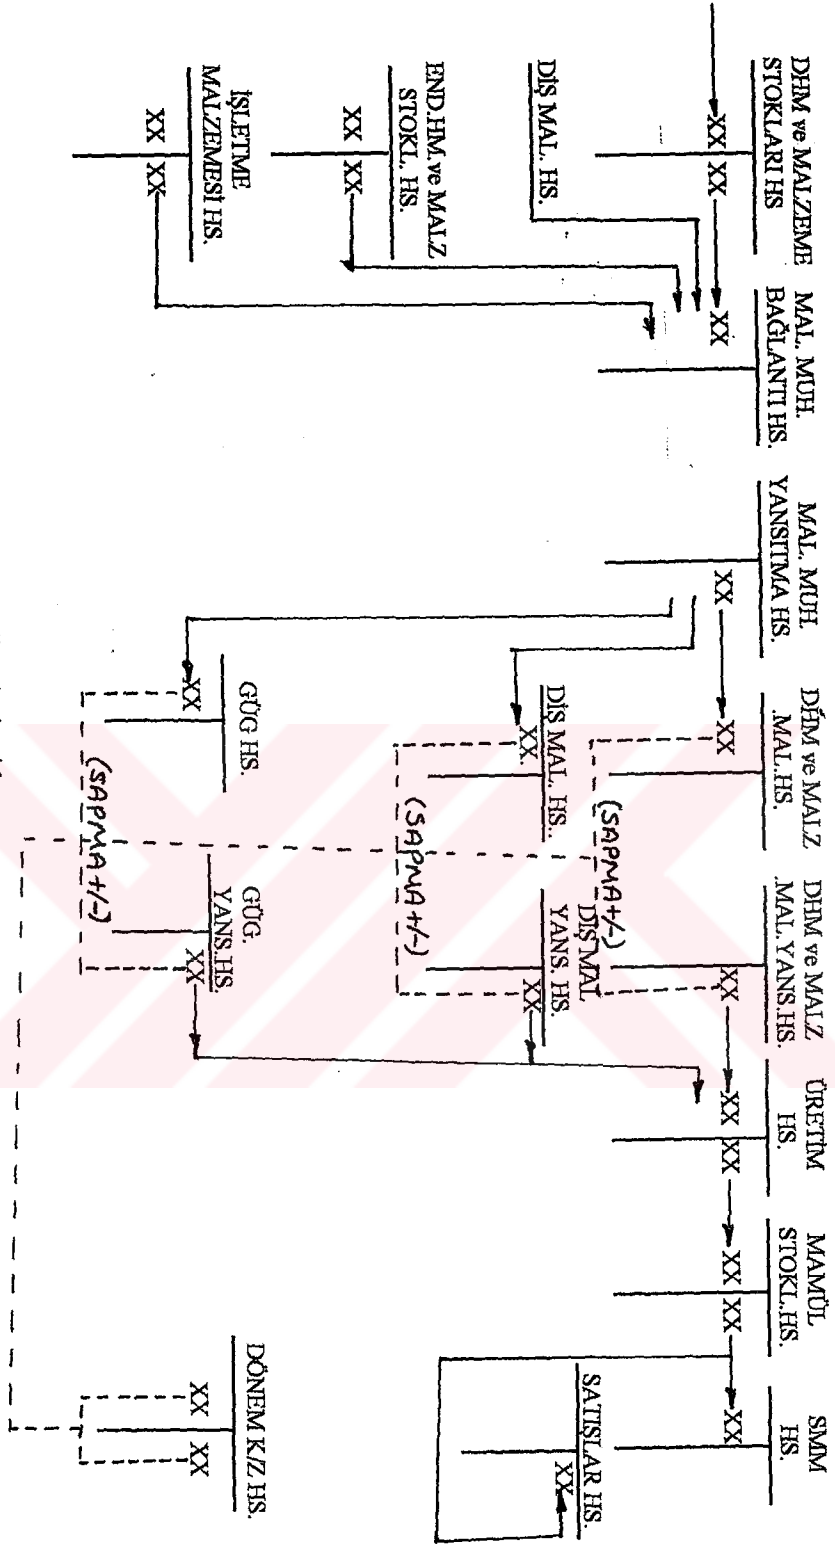 DHM ve MALZEME
STOKLARI HS
XX XX
DİŞ MAL. HS.
END.HM. ve MALZ
STOKL. HS.
XX XX
İŞLETME
MALZEMESİ HS.
XX XX
MAL. MUH.
BAĞLANTI HS.
XX
MAL. MUH.
YANSITMA HS.
XX
DHM ve MALZ
.MAL.HS.
XX
(SAPMA+/-)
DİŞ MAL. HS..
XX.
(SAPMA+/-)
GÜG HS.
XX
(SAPMA+/-)
DHM ve MALZ
.MAL.YANS.HS.
XX
DİŞ MAL
YANS. HS.
XX
GÜG.
YANS.HS.
XX
ÜRETİM
HS.
XX XX
MAMÜL
STOKL.HS.
XX XX
SMM
HS.
XX
SATISLAR HS.
XX
DÖNEM K/Z HS.
XX XX